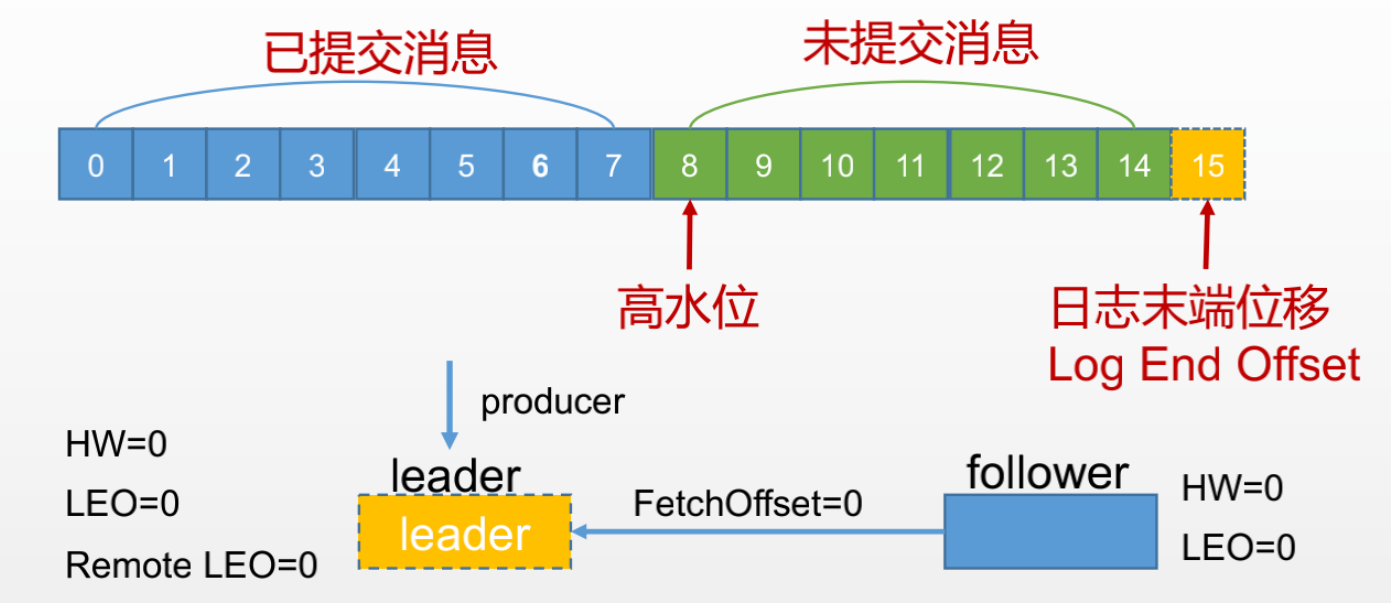 已提交消息
未提交消息
0 1 2 3 4 5 6 7 8 9 10 11 12 13 14 15
高水位
日志末端位移
Log End Offset
producer
HW=0
LEO=0
Remote LEO=0
leader
leader
FetchOffset=0
follower
HW=0
LEO=0